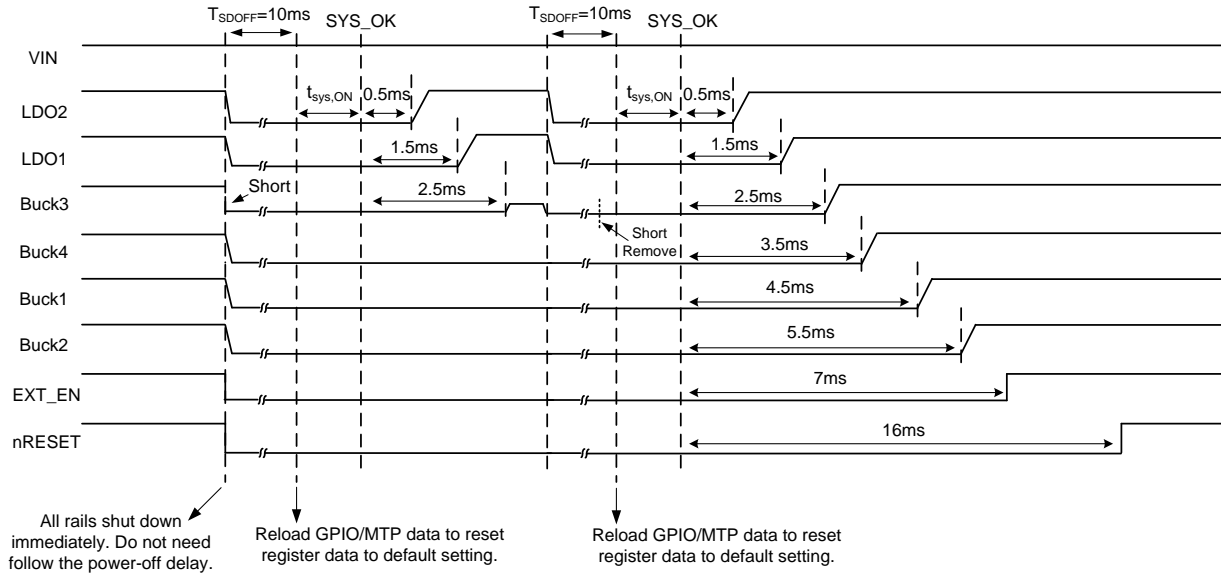 T_SDOFF=10ms
SYS_OK
T_SDOFF=10ms
SYS_OK
VIN
LDO2
t_sys,ON
0.5ms
t_sys,ON
0.5ms
LDO1
1.5ms
1.5ms
Buck3
Short
2.5ms
2.5ms
Short
Remove
Buck4
3.5ms
Buck1
4.5ms
Buck2
5.5ms
EXT_EN
7ms
nRESET
16ms
All rails shut down
immediately. Do not need
follow the power-off delay.
Reload GPIO/MTP data to reset
register data to default setting.
Reload GPIO/MTP data to reset
register data to default setting.